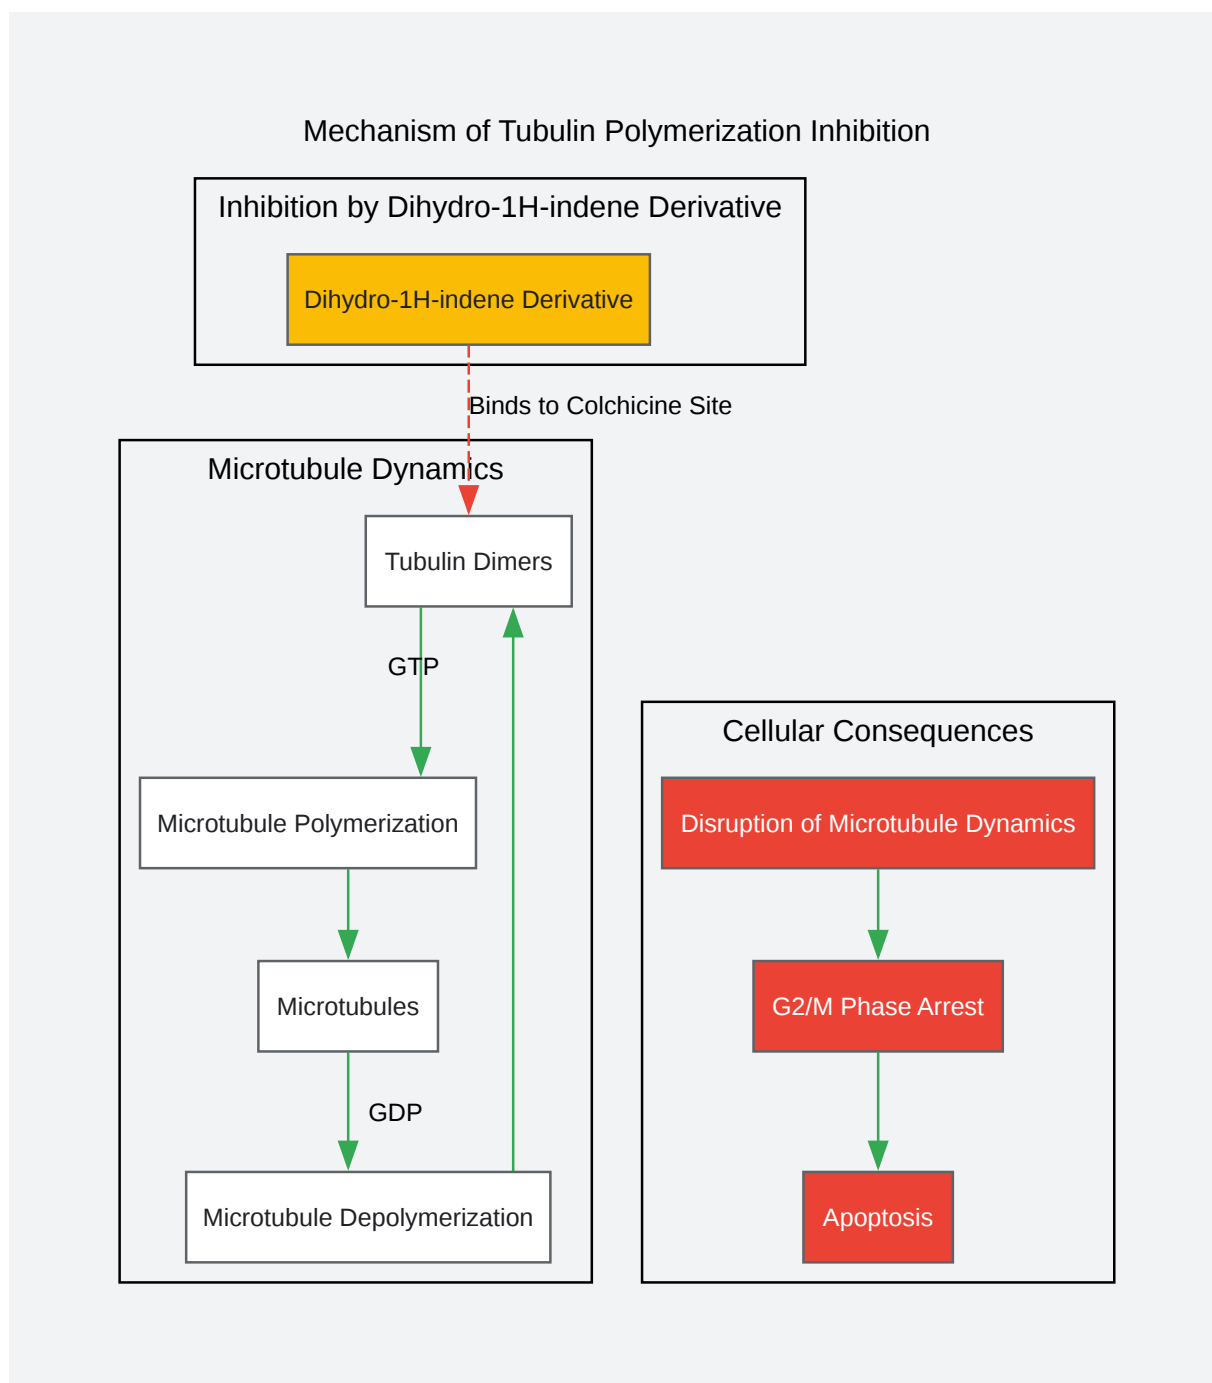 Mechanism of Tubulin Polymerization Inhibition
Inhibition by Dihydro-1H-indene Derivative
Dihydro-1H-indene Derivative
Binds to Colchicine Site
Microtubule Dynamics
Tubulin Dimers
GTP
Microtubule Polymerization
Microtubules
GDP
Microtubule Depolymerization
Cellular Consequences
Disruption of Microtubule Dynamics
G2/M Phase Arrest
Apoptosis